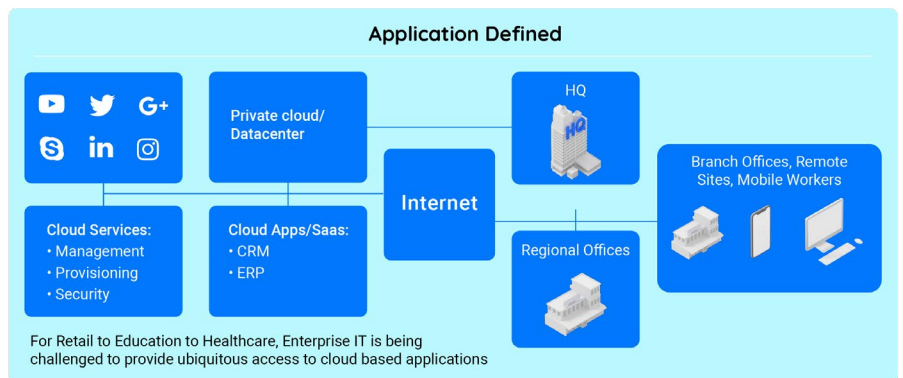 Application Defined
G+
in
Private cloud/
Datacenter
HQ
HQ
Branch Offices, Remote
Sites, Mobile Workers
Internet
Cloud Services:
• Management
• Provisioning
• Security
Cloud Apps/Saas:
• CRM
• ERP
Regional Offices
For Retail to Education to Healthcare, Enterprise IT is being
challenged to provide ubiquitous access to cloud based applications